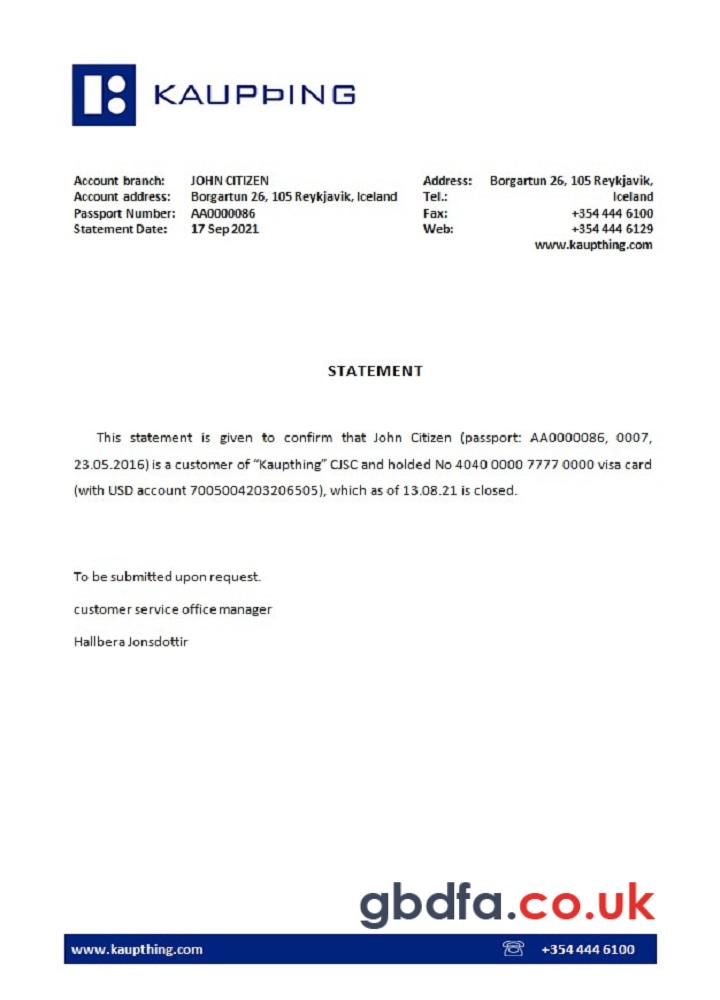 KAUPÞING
Account branch: JOHN CITIZEN
Account address: Borgartun 26, 105 Reykjavik, Iceland
Passport Number: AA0000086
Statement Date: 17 Sep 2021
Address: Borgartun 26, 105 Reykjavik,
Tel.: Iceland
Fax: +354 444 6100
Web: +354 444 6129
www.kaupthing.com
STATEMENT
This statement is given to confirm that John Citizen (passport: AA0000086, 0007,
23.05.2016) is a customer of “Kaupthing” CJSC and holded No 4040 0000 7777 0000 visa card
(with USD account 7005004203206505), which as of 13.08.21 is closed.
To be submitted upon request.
customer service office manager
Hallbera Jonsdottir
gbdfa.co.uk
www.kaupthing.com +354 444 6100